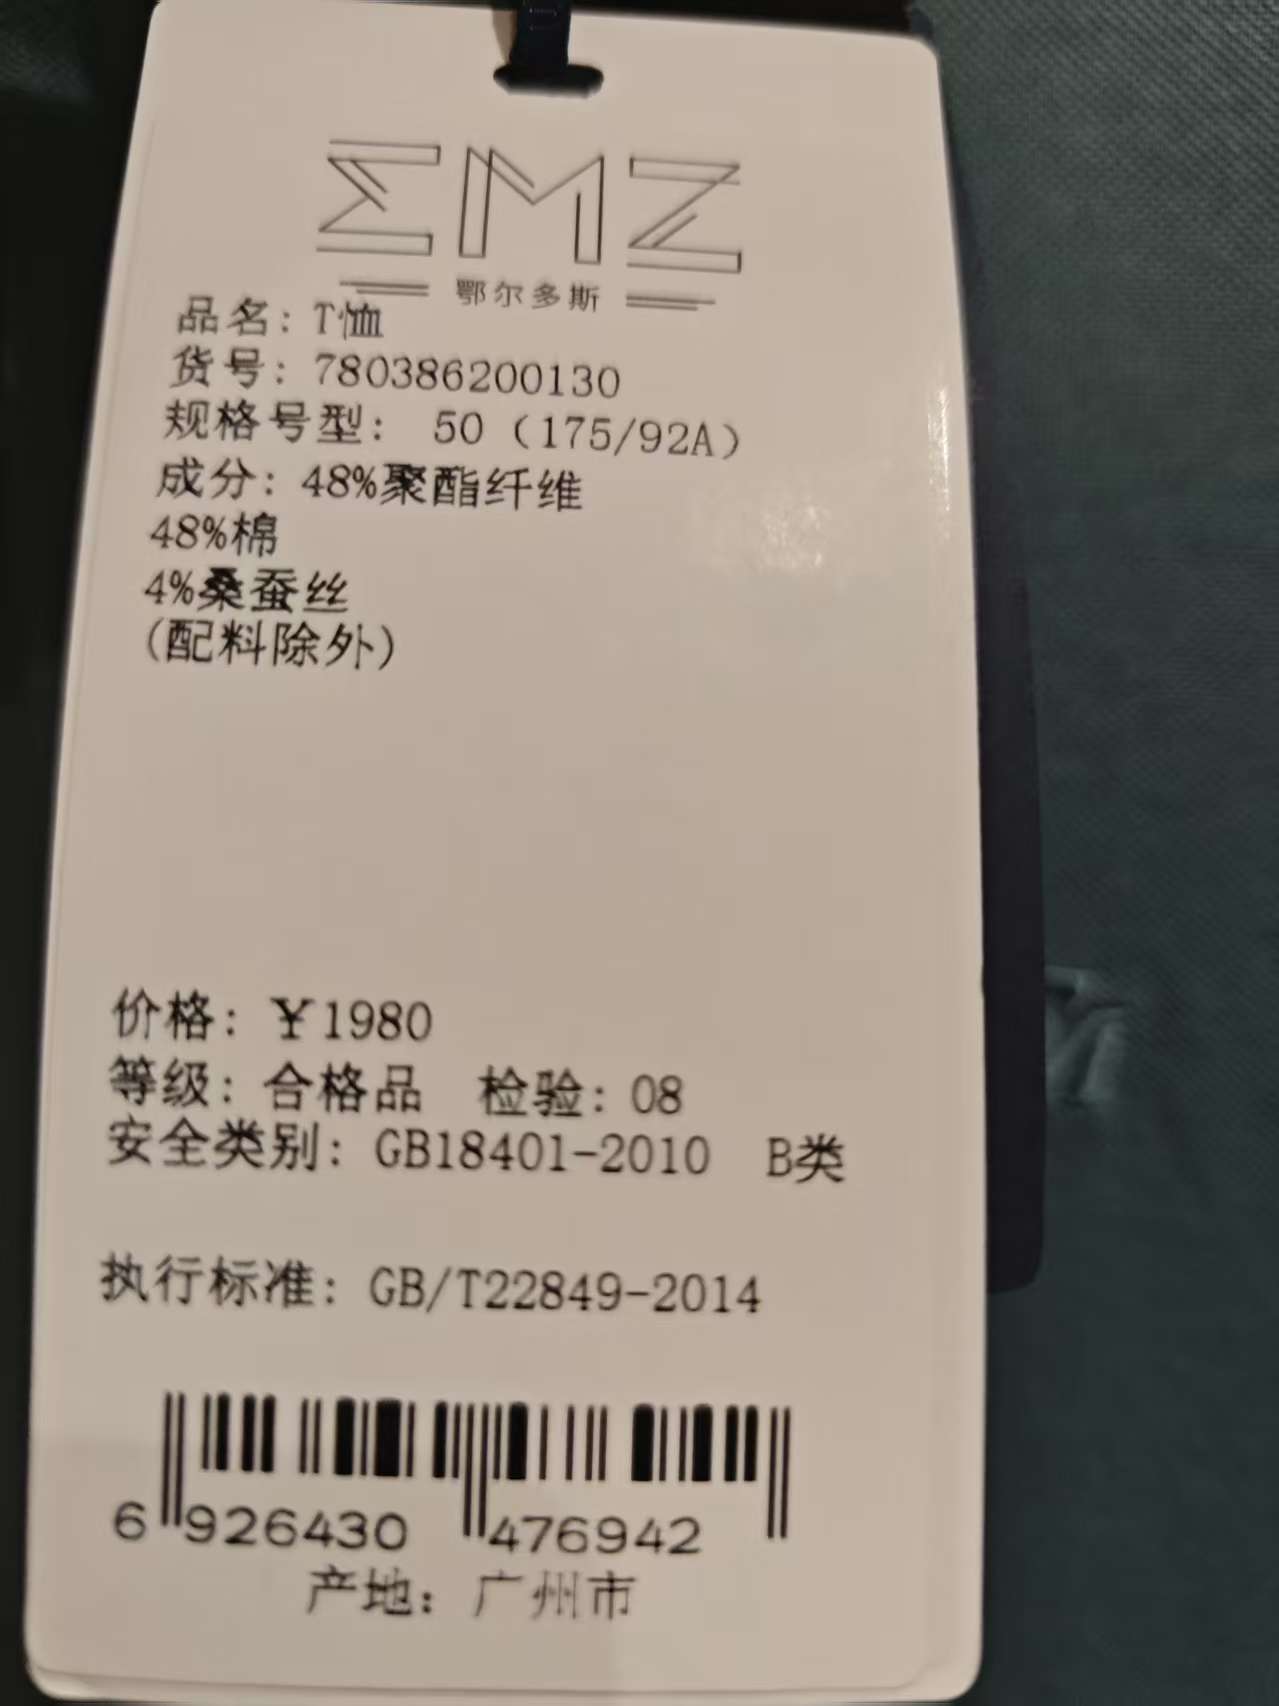 ΣMZ
鄂尔多斯
品名：T恤
货号：780386200130
规格号型： 50（175/92A）
成分：48%聚酯纤维
48%棉
4%桑蚕丝
(配料除外)
价格：￥1980
等级：合格品 检验：08
安全类别：GB18401-2010 B类
执行标准：GB/T22849-2014
6 926430 476942
产地：广州市